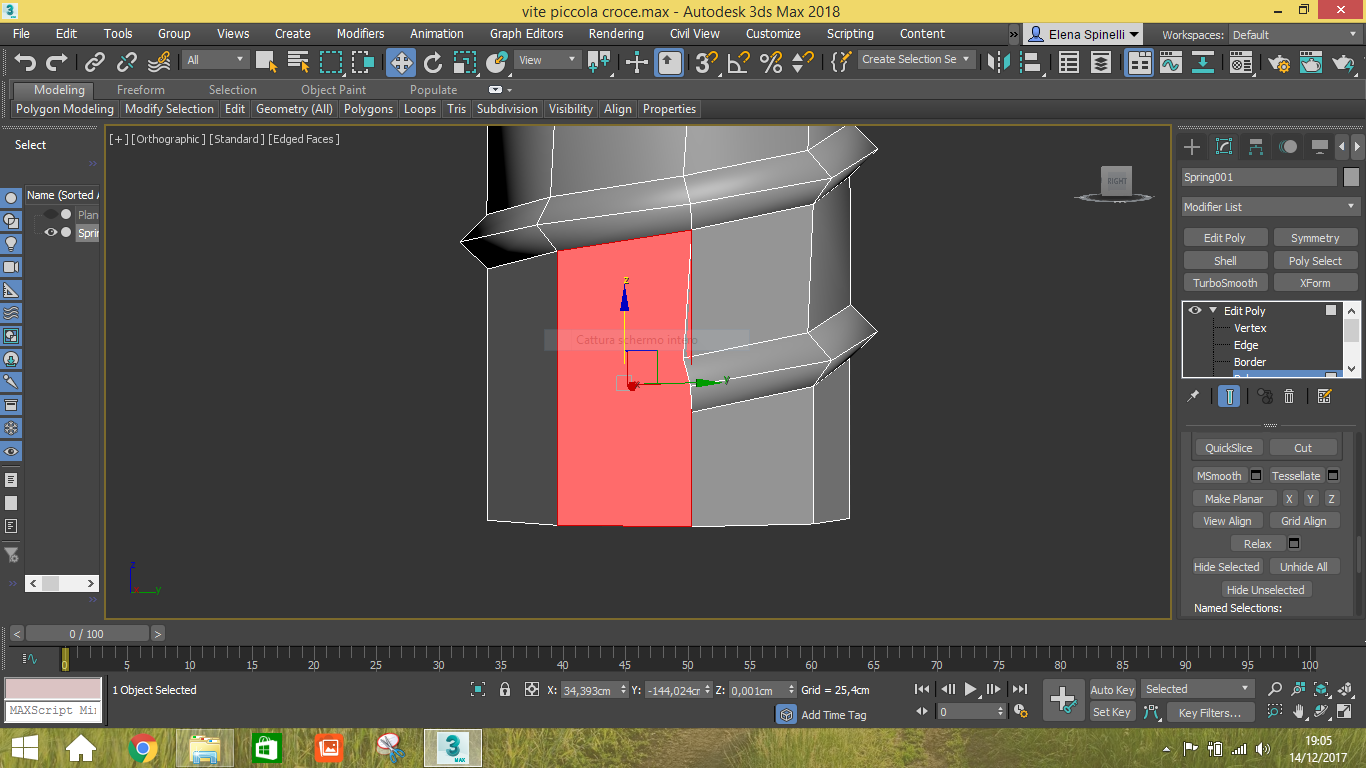 vite piccola croce.max - Autodesk 3ds Max 2018
File Edit Tools Group Views Create Modifiers Animation Graph Editors Rendering Civil View Customize Scripting Content » Elena Spinelli Workspaces: Default
All View Create Selection Se
Modeling Freeform Selection Object Paint Populate
Polygon Modeling Modify Selection Edit Geometry (All) Polygons Loops Tris Subdivision Visibility Align Properties
Select
Name (Sorted A
Plan
Sprin
[+] [Orthographic] [Standard] [Edged Faces]
RIGHT
z
Cattura schermo intero
x
y
z
y
Spring001
Modifier List
Edit Poly Symmetry
Shell Poly Select
TurboSmooth XForm
Edit Poly
Vertex
Edge
Border
QuickSlice Cut
MSmooth Tessellate
Make Planar X Y Z
View Align Grid Align
Relax
Hide Selected Unhide All
Hide Unselected
Named Selections:
< 0 / 100 >
0 5 10 15 20 25 30 35 40 45 50 55 60 65 70 75 80 85 90 95 100
1 Object Selected X: 34,393cm Y: -144,024cm Z: 0,001cm Grid = 25,4cm Auto Key Selected
MAXScript Min
Add Time Tag 0 Set Key Key Filters...
3
MAX
19:05
14/12/2017